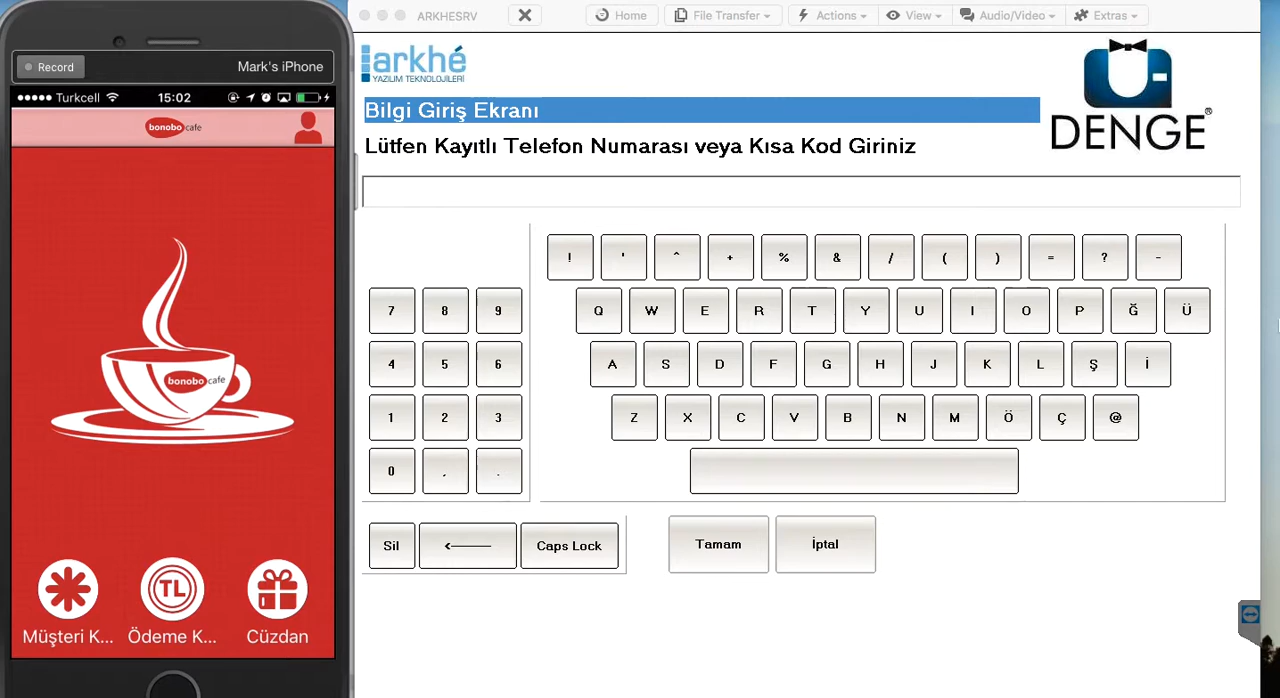 Record
Mark's iPhone
Turkcell
15:02
bonobo cafe
bonobo cafe
TL
Müşteri K...
Ödeme K...
Cüzdan
ARKHESRV
Home
File Transfer
Actions
View
Audio/Video
Extras
arkhé
YAZILIM TEKNOLOJİLERİ
DENGE®
Bilgi Giriş Ekranı
Lütfen Kayıtlı Telefon Numarası veya Kısa Kod Giriniz
! ' ^ + % & / ( ) = ? -
7 8 9
Q W E R T Y U I O P Ğ Ü
4 5 6
A S D F G H J K L Ş İ
1 2 3
Z X C V B N M Ö Ç @
0 , .
Sil
Caps Lock
Tamam
İptal